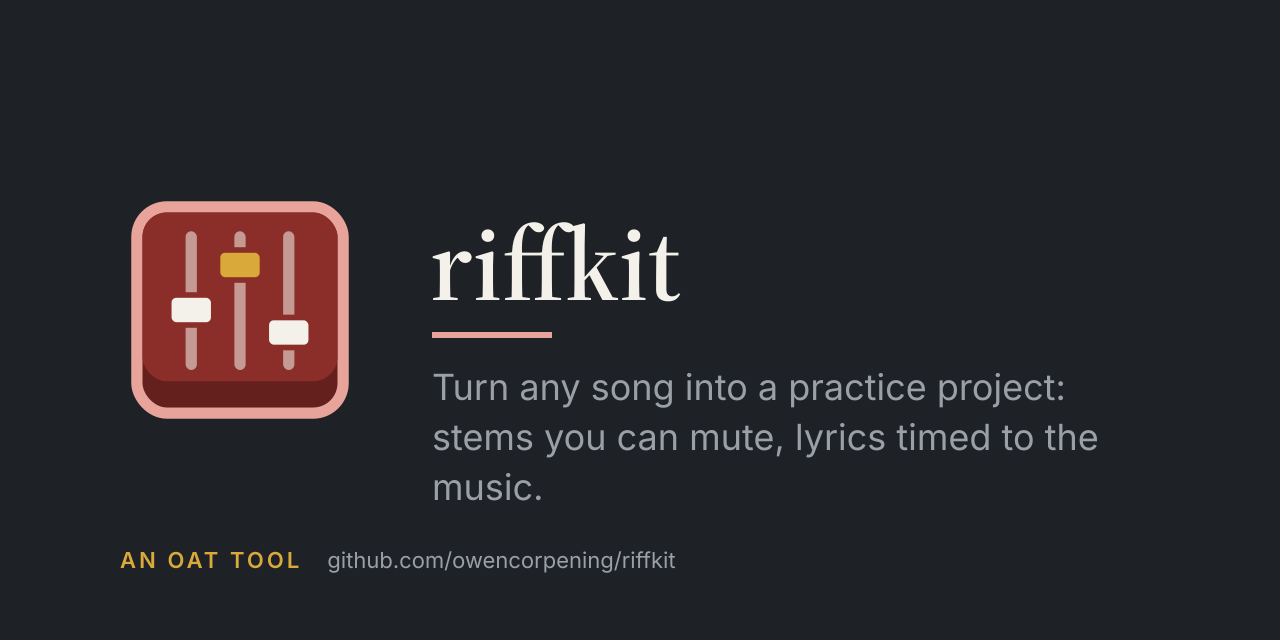 riffkit
Turn any song into a practice project:
stems you can mute, lyrics timed to the
music.
AN OAT TOOL github.com/owencorpening/riffkit